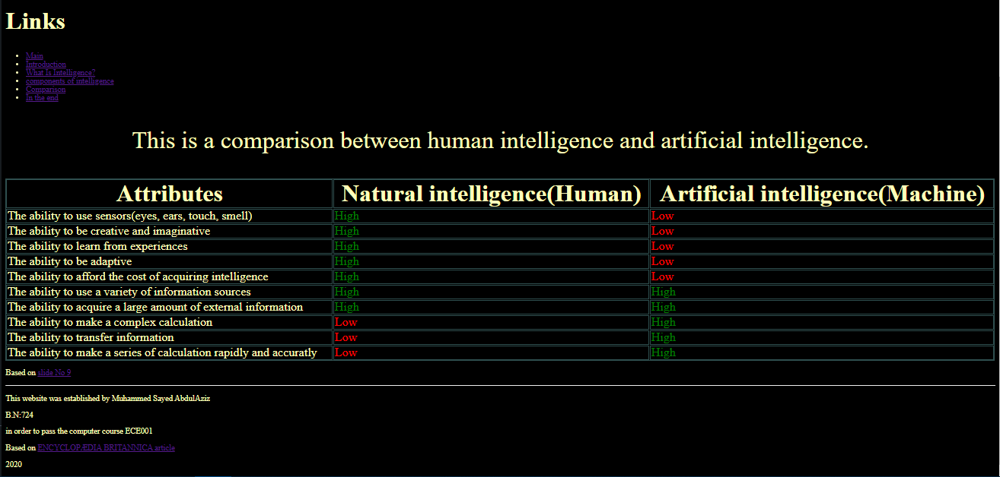 Links
Main
Introduction
What Is Intelligence?
components of intelligence
Comparison
In the end
This is a comparison between human intelligence and artificial intelligence.
Attributes Natural intelligence(Human) Artificial intelligence(Machine)
The ability to use sensors(eyes, ears, touch, smell) High Low
The ability to be creative and imaginative High Low
The ability to learn from experiences High Low
The ability to be adaptive High Low
The ability to afford the cost of acquiring intelligence High Low
The ability to use a variety of information sources High High
The ability to acquire a large amount of external information High High
The ability to make a complex calculation Low High
The ability to transfer information Low High
The ability to make a series of calculation rapidly and accuratly Low High
Based on slide No 9
This website was established by Muhammed Sayed AbdulAziz
B.N:724
in order to pass the computer course ECE001
Based on ENCYCLOPÆDIA BRITANNICA article
2020